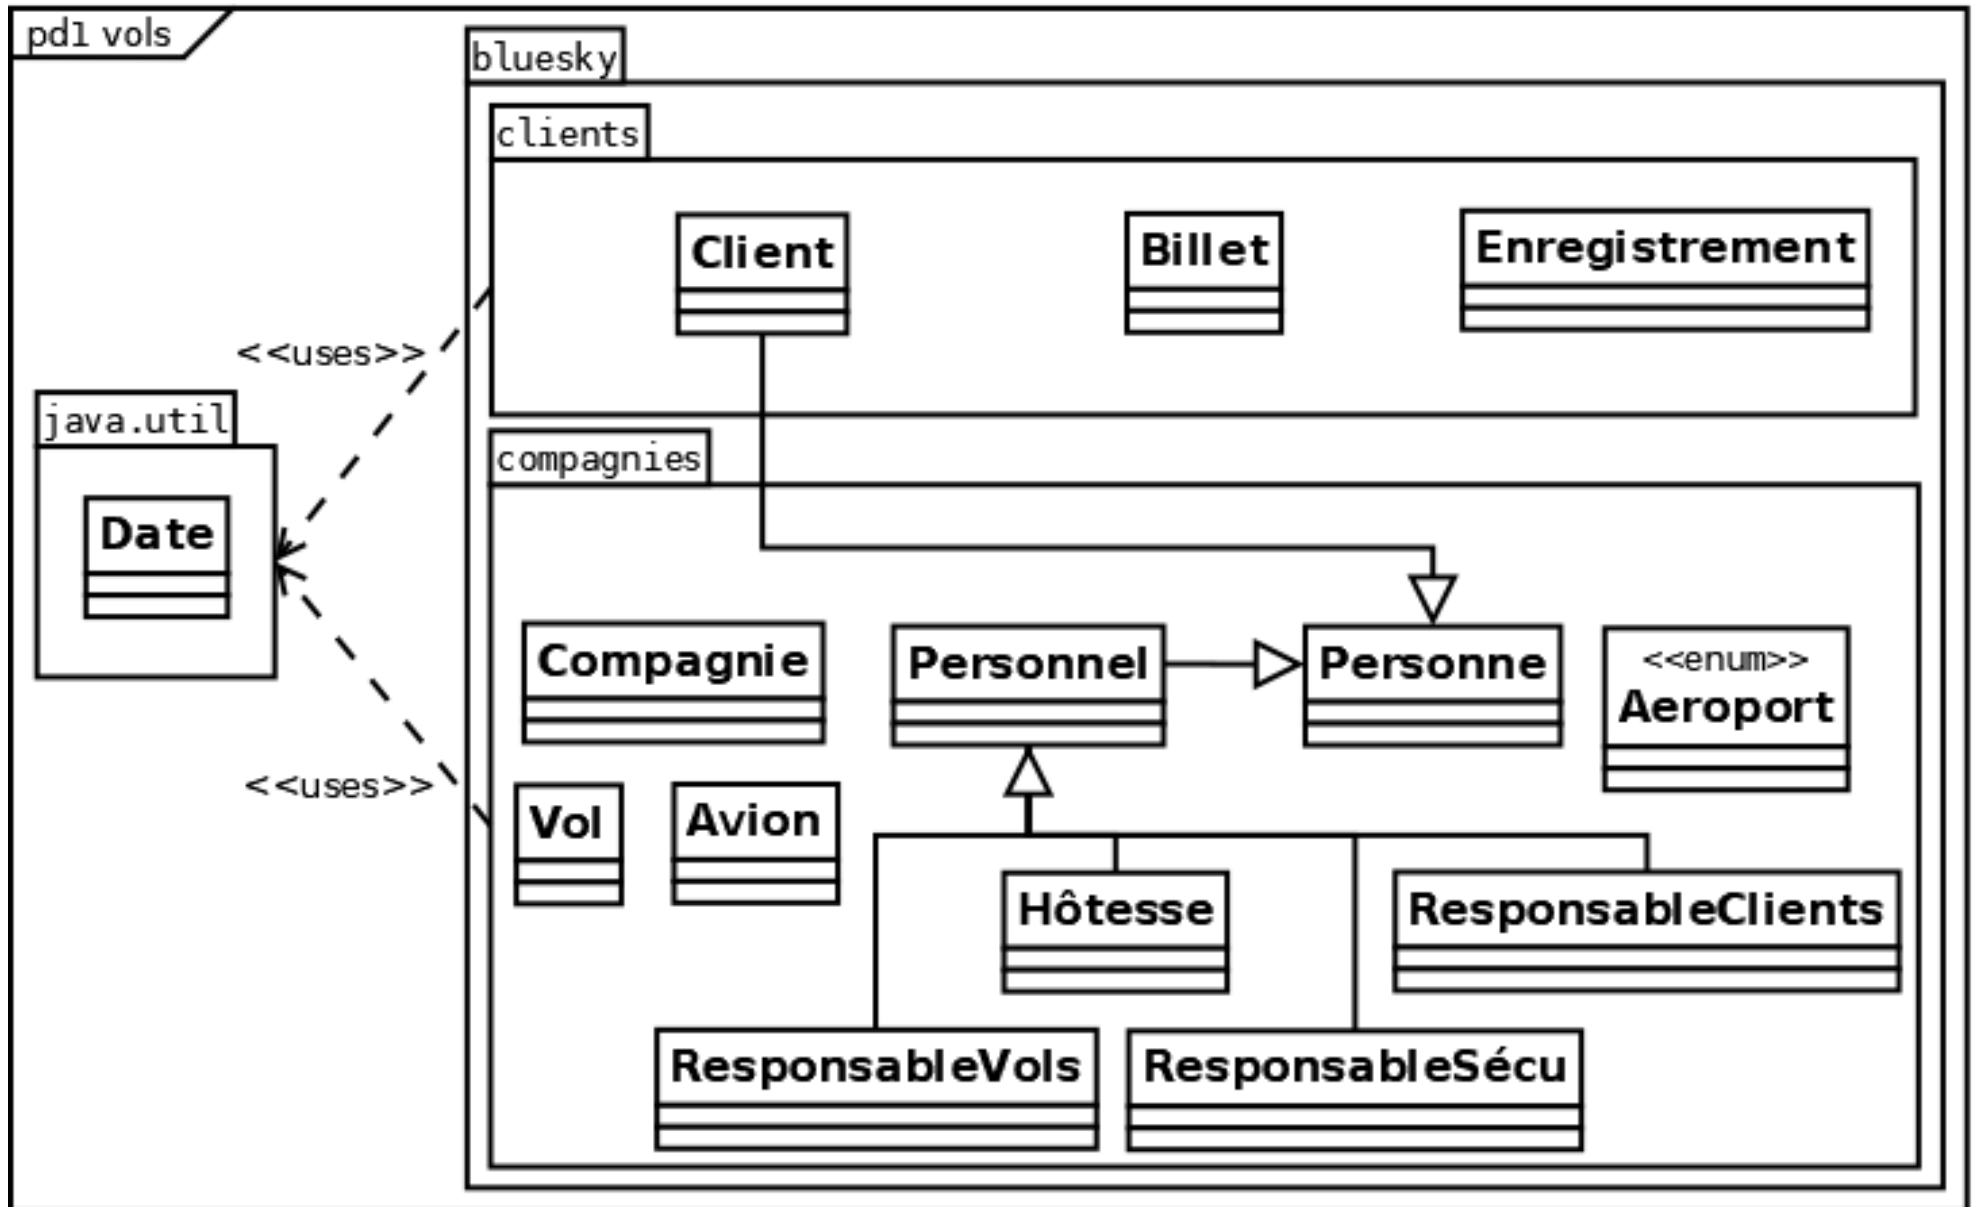 pd1 vols
bluesky
clients
Client
Billet
Enregistrement
<<uses>>
java.util
Date
compagnies
Compagnie
Personnel
Personne
<<enum>>
Aeroport
<<uses>>
Vol
Avion
Hôtesse
ResponsableClients
ResponsableVols
ResponsableSécu